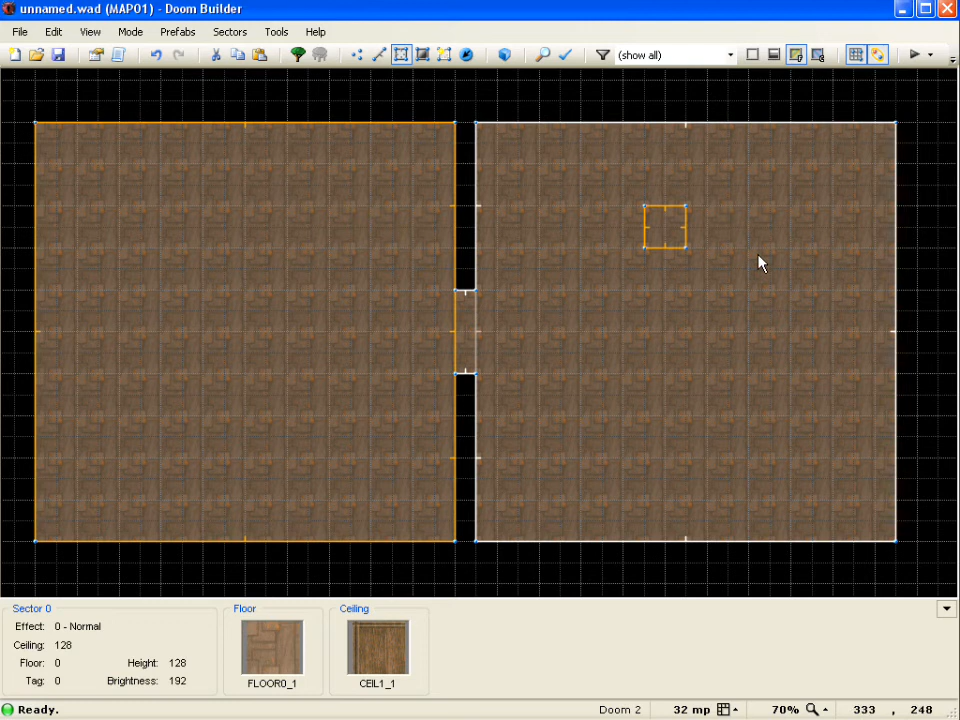 unnamed.wad (MAP01) - Doom Builder
File Edit View Mode Prefabs Sectors Tools Help
(show all)
Sector 0 Floor Ceiling
Effect: 0 - Normal
Ceiling: 128
Floor: 0 Height: 128
Tag: 0 Brightness: 192
FLOOR0_1 CEIL1_1
Ready. Doom 2 32 mp 70% 333 , 248